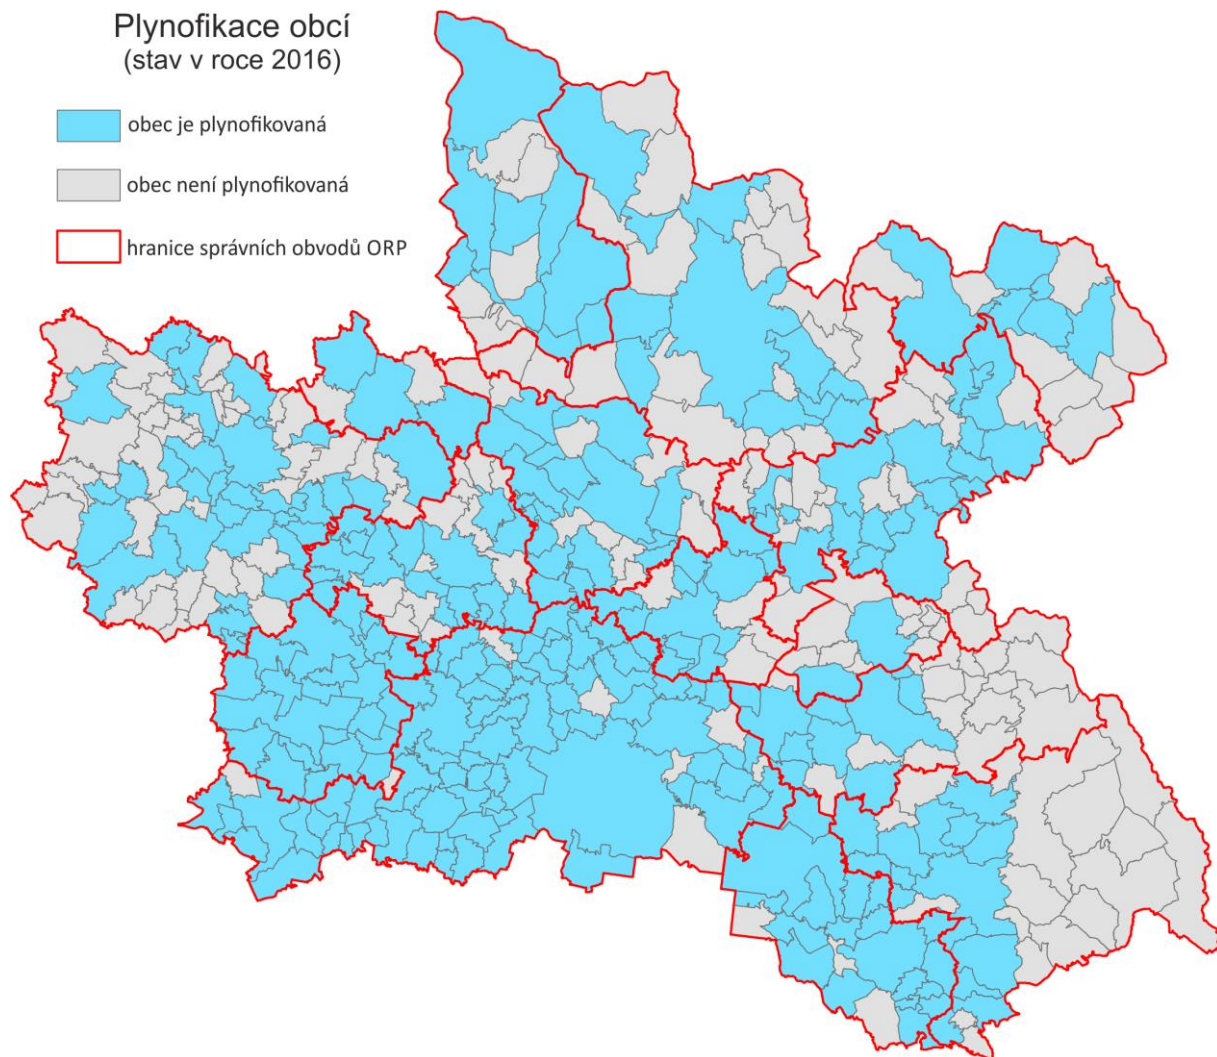 Plynofikace obcí
(stav v roce 2016)
obec je plynofikovaná
obec není plynofikovaná
hranice správních obvodů ORP